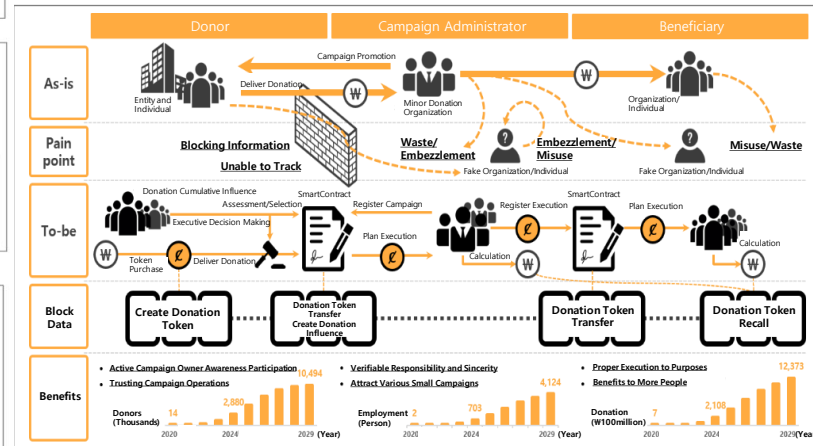 Donor
Campaign Administrator
Beneficiary
As-is
Campaign Promotion
Deliver Donation
₩
Entity and
Individual
Minor Donation
Organization
₩
Organization/
Individual
Pain
point
Blocking Information
Unable to Track
Waste/
Embezzlement
?
Fake Organization/Individual
Embezzlement/
Misuse
?
Fake Organization/Individual
Misuse/Waste
To-be
Donation Cumulative Influence
Assessment/Selection
Executive Decision Making
₩
Token
Purchase
₡
Deliver Donation
SmartContract
Register Campaign
Plan Execution
₡
Register Execution
₡
Calculation
₩
SmartContract
Plan Execution
₡
Calculation
₩
Block
Data
Create Donation
Token
Donation Token
Transfer
Create Donation
Influence
Donation Token
Transfer
Donation Token
Recall
Benefits
• Active Campaign Owner Awareness Participation
• Trusting Campaign Operations
Donors
(Thousands)
14
2,880
10,494
2020
2024
2029 (Year)
• Verifiable Responsibility and Sincerity
• Attract Various Small Campaigns
Employment
(Person)
2
703
4,124
2020
2024
2029 (Year)
• Proper Execution to Purposes
• Benefits to More People
Donation
(₩100million)
7
2,108
12,373
2020
2024
2029(Yea